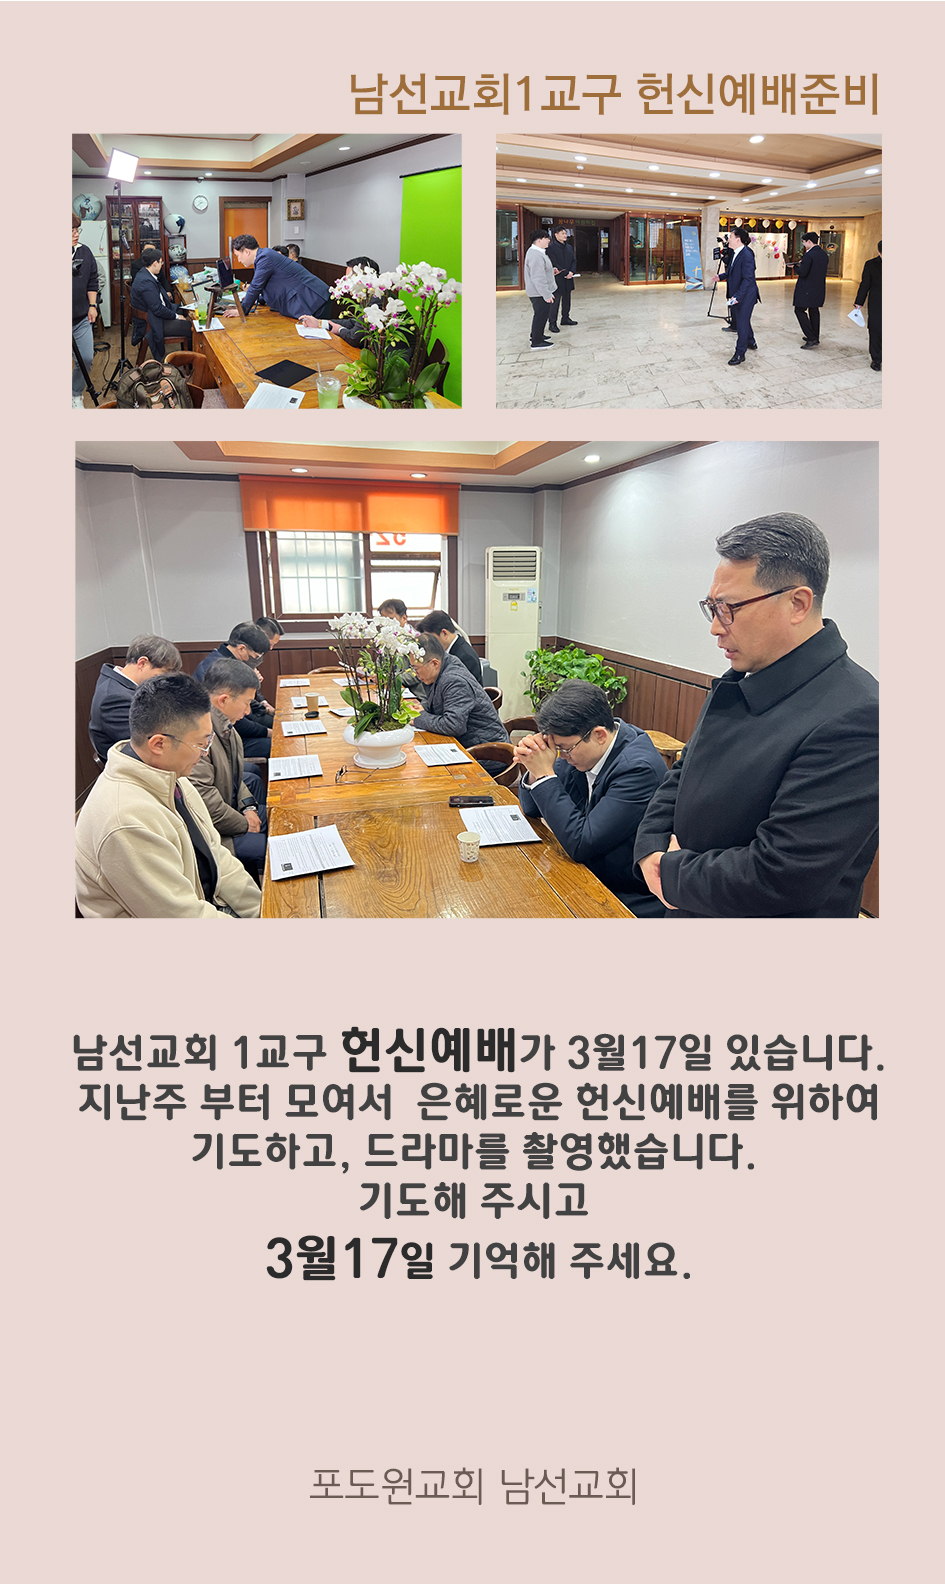 남선교회1교구 헌신예배준비
52
남선교회 1교구 헌신예배가 3월17일 있습니다.
지난주 부터 모여서 은혜로운 헌신예배를 위하여
기도하고, 드라마를 촬영했습니다.
기도해 주시고
3월17일 기억해 주세요.
포도원교회 남선교회